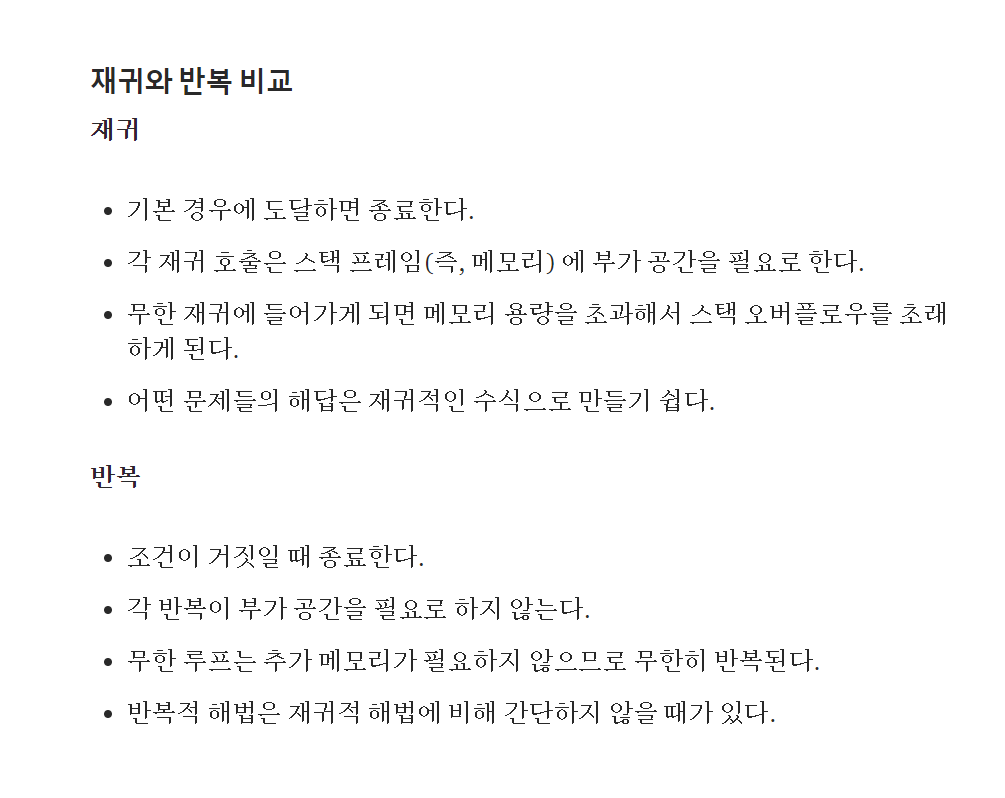 재귀와 반복 비교
재귀
• 기본 경우에 도달하면 종료한다.
• 각 재귀 호출은 스택 프레임(즉, 메모리) 에 부가 공간을 필요로 한다.
• 무한 재귀에 들어가게 되면 메모리 용량을 초과해서 스택 오버플로우를 초래
하게 된다.
• 어떤 문제들의 해답은 재귀적인 수식으로 만들기 쉽다.
반복
• 조건이 거짓일 때 종료한다.
• 각 반복이 부가 공간을 필요로 하지 않는다.
• 무한 루프는 추가 메모리가 필요하지 않으므로 무한히 반복된다.
• 반복적 해법은 재귀적 해법에 비해 간단하지 않을 때가 있다.